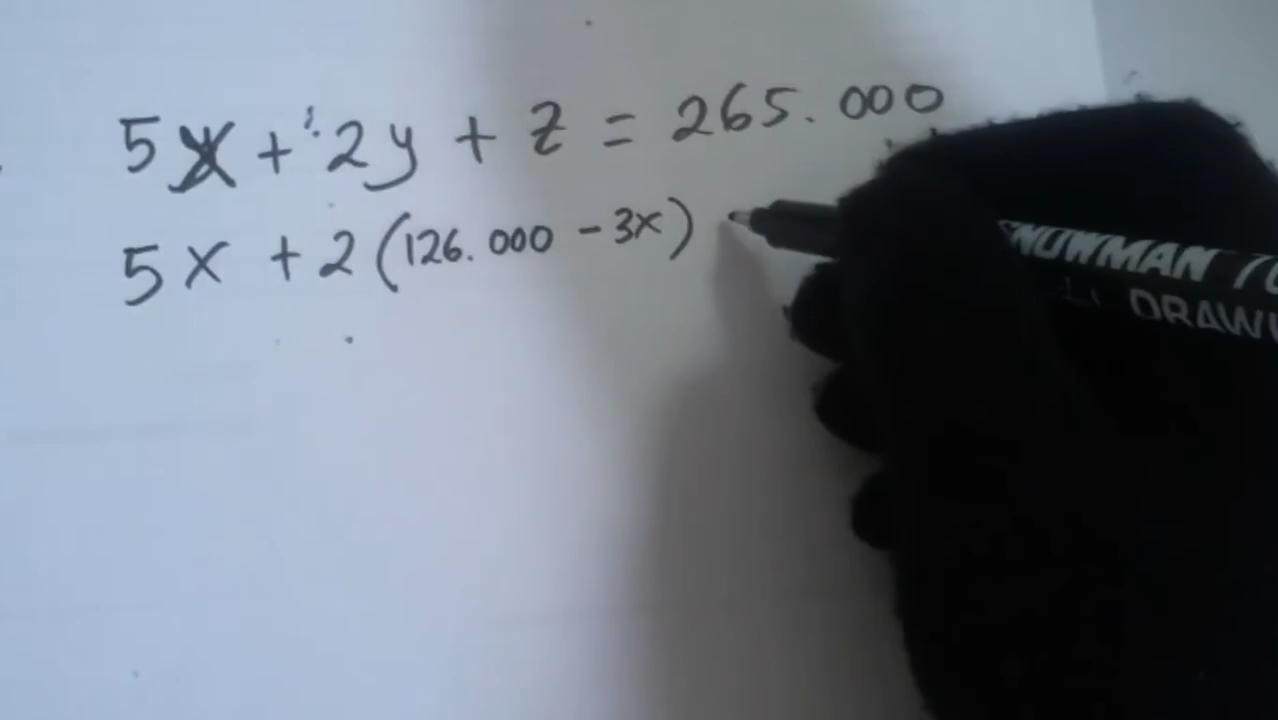 5x + 2y + z = 265.000
5x + 2(126.000 - 3x)
SNOWMAN
DRAW